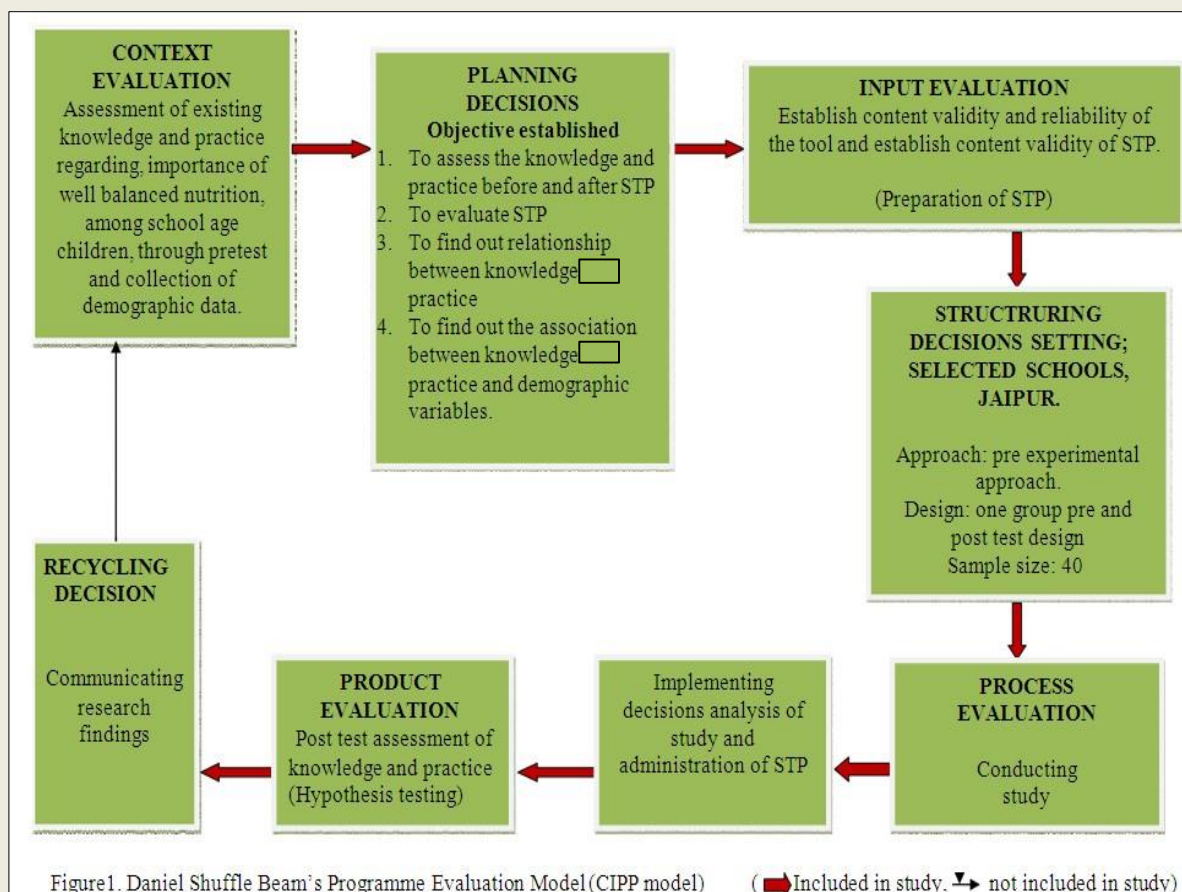 CONTEXT
EVALUATION
Assessment of existing
knowledge and practice
regarding, importance of
well balanced nutrition,
among school age
children, through pretest
and collection of
demographic data.
PLANNING
DECISIONS
Objective established
1. To assess the knowledge and
practice before and after STP
2. To evaluate STP
3. To find out relationship
between knowledge
practice
4. To find out the association
between knowledge
practice and demographic
variables.
INPUT EVALUATION
Establish content validity and reliability of
the tool and establish content validity of STP.
(Preparation of STP)
STRUCTRURING
DECISIONS SETTING;
SELECTED SCHOOLS,
JAIPUR.
Approach: pre experimental
approach.
Design: one group pre and
post test design
Sample size: 40
PROCESS
EVALUATION
Conducting
study
Implementing
decisions analysis of
study and
administration of STP
PRODUCT
EVALUATION
Post test assessment of
knowledge and practice
(Hypothesis testing)
RECYCLING
DECISION
Communicating
research
findings
Figure1. Daniel Shuffle Beam's Programme Evaluation Model(CIPP model) (Included in study, not included in study)